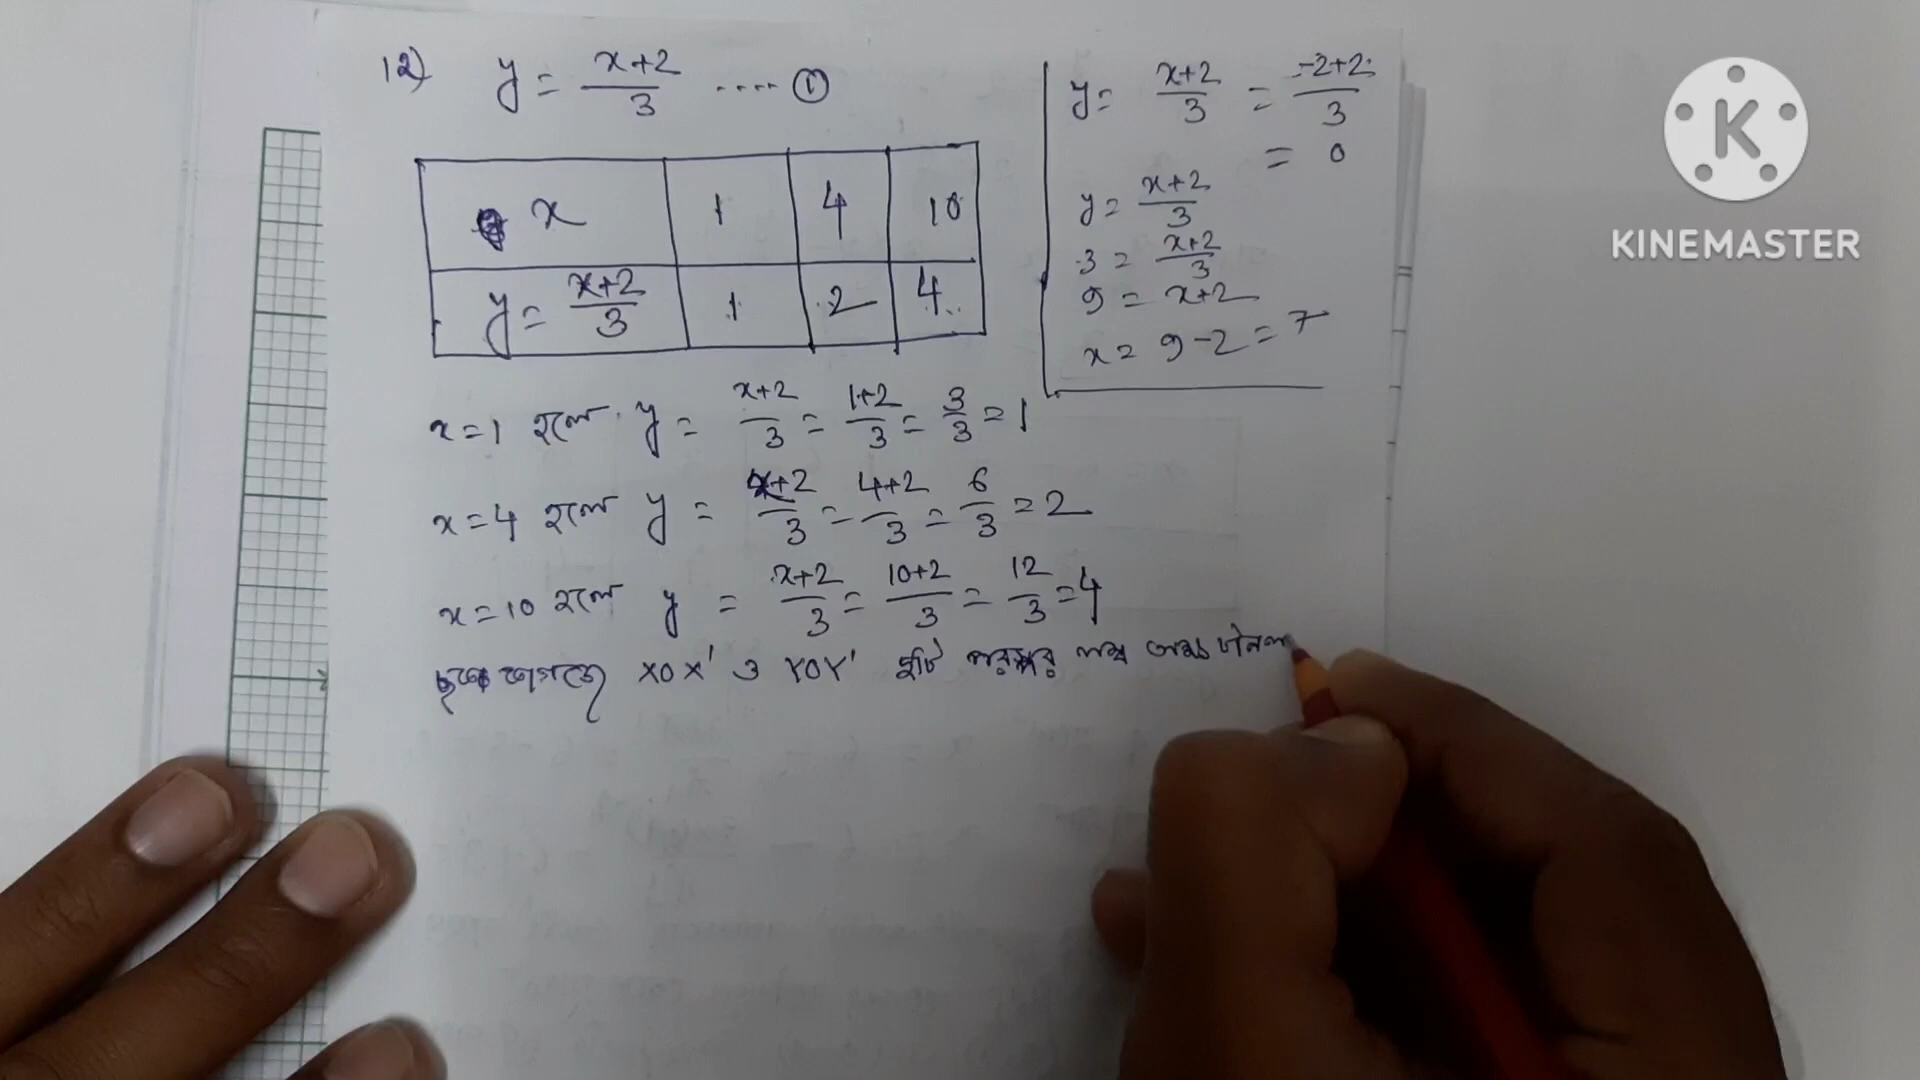 12) y = x+2/3 .... ①
x 1 4 10
y = x+2/3 1 2 4
x=1 হলে y = x+2/3 = 1+2/3 = 3/3 = 1
x=4 হলে y = x+2/3 = 4+2/3 = 6/3 = 2
x=10 হলে y = x+2/3 = 10+2/3 = 12/3 = 4
ছক কাগজে XOX' ও YOY' দুটি পরস্পর লম্ব অক্ষ
y = x+2/3 = -2+2/3
= 0
y = x+2/3
3 = x+2/3
9 = x+2
x = 9-2 = 7
K
KINEMASTER